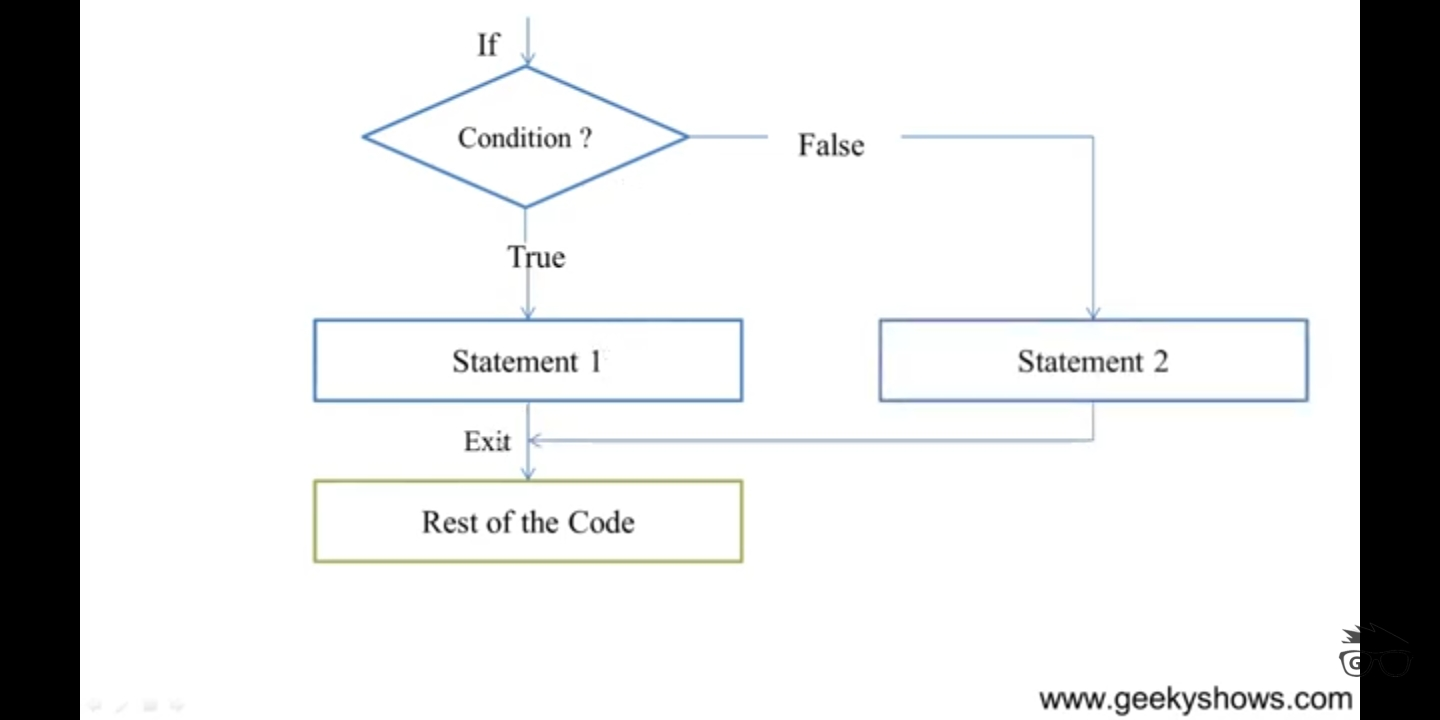 If
Condition ?
False
True
Statement 1
Statement 2
Exit
Rest of the Code
G
www.geekyshows.com